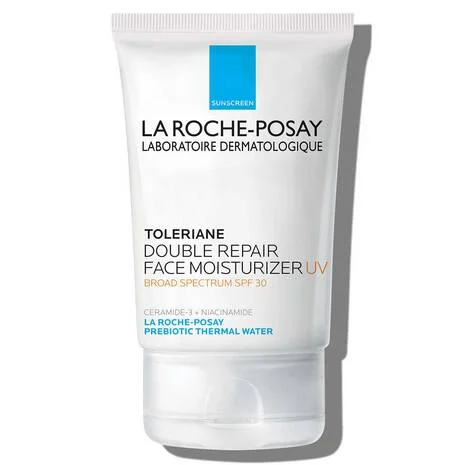 SUNSCREEN
LA ROCHE-POSAY
LABORATOIRE DERMATOLOGIQUE
TOLERIANE
DOUBLE REPAIR
FACE MOISTURIZER UV
BROAD SPECTRUM SPF 30
CERAMIDE-3 + NIACINAMIDE
LA ROCHE-POSAY
PREBIOTIC THERMAL WATER